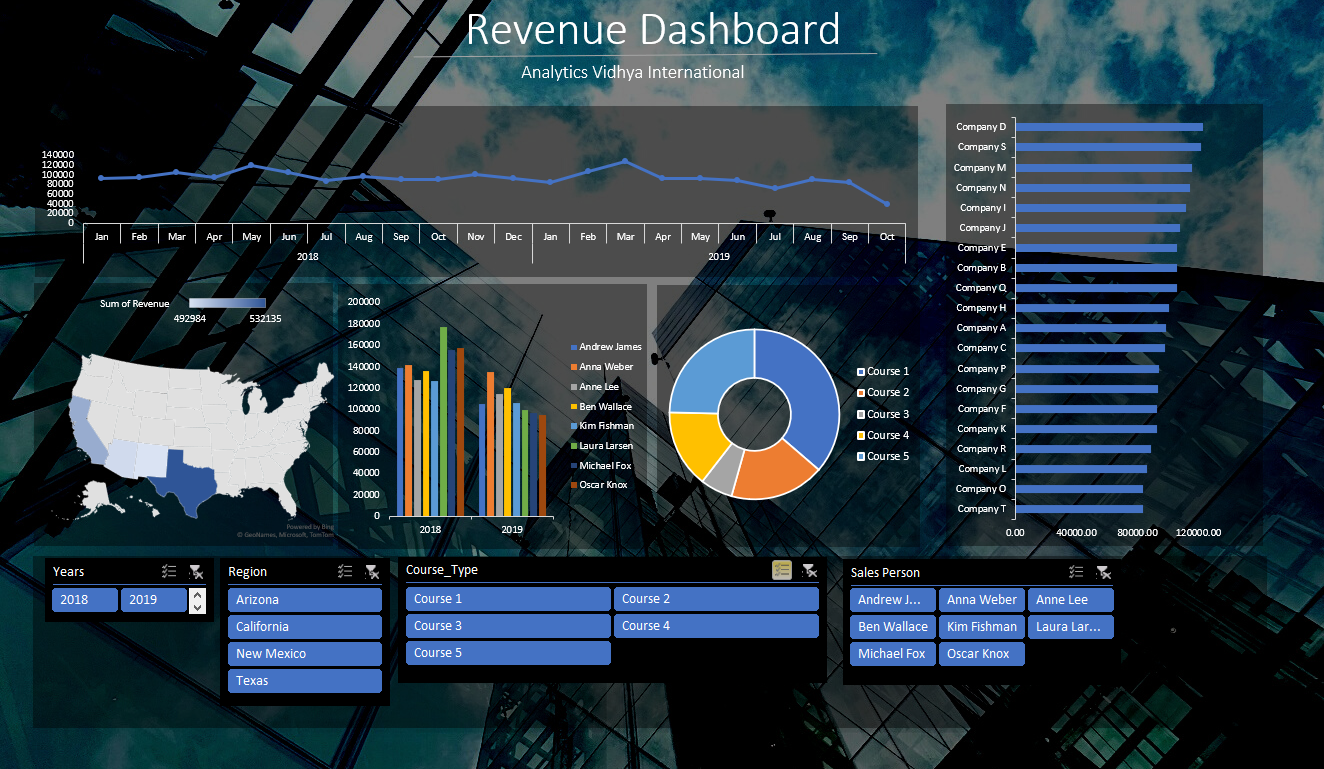 Revenue Dashboard
Analytics Vidhya International
140000
120000
100000
80000
60000
40000
20000
0
Jan Feb Mar Apr May Jun Jul Aug Sep Oct Nov Dec Jan Feb Mar Apr May Jun Jul Aug Sep Oct
2018 2019
Company D
Company S
Company M
Company N
Company I
Company J
Company E
Company B
Company Q
Company H
Company A
Company C
Company P
Company G
Company F
Company K
Company R
Company L
Company O
Company T
0.00 40000.00 80000.00 120000.00
Sum of Revenue
492984 532135
Powered by Bing
© GeoNames, Microsoft, TomTom
200000
180000
160000
140000
120000
100000
80000
60000
40000
20000
0
2018 2019
Andrew James
Anna Weber
Anne Lee
Ben Wallace
Kim Fishman
Laura Larsen
Michael Fox
Oscar Knox
Course 1
Course 2
Course 3
Course 4
Course 5
Years
2018 2019
Region
Arizona
California
New Mexico
Texas
Course_Type
Course 1 Course 2
Course 3 Course 4
Course 5
Sales Person
Andrew J... Anna Weber Anne Lee
Ben Wallace Kim Fishman Laura Lar...
Michael Fox Oscar Knox